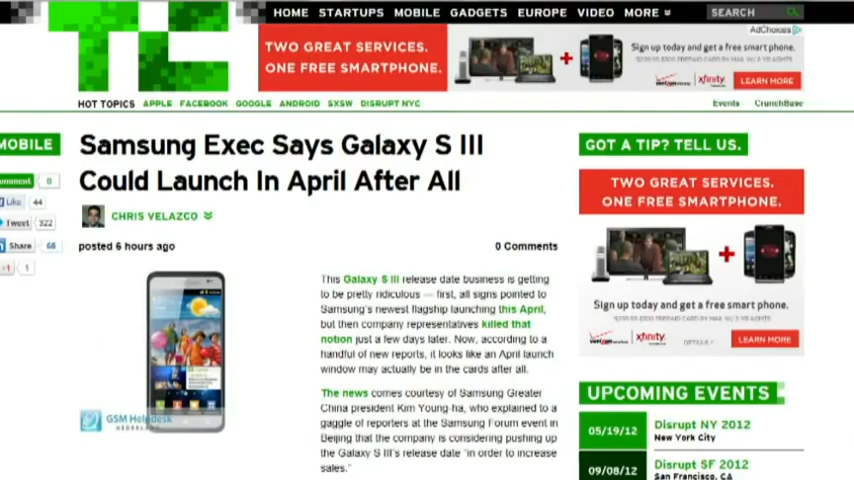 HOME STARTUPS MOBILE GADGETS EUROPE VIDEO MORE
SEARCH
TC
AdChoices
TWO GREAT SERVICES.
ONE FREE SMARTPHONE.
Sign up today and get a free smart phone.
verizon xfinity
LEARN MORE
HOT TOPICS APPLE FACEBOOK GOOGLE ANDROID SXSW DISRUPT NYC
Events CrunchBase
MOBILE
Samsung Exec Says Galaxy S III
Could Launch In April After All
CHRIS VELAZCO
posted 6 hours ago
0 Comments
0
Like 44
Tweet 322
Share 66
+1 1
This Galaxy S III release date business is getting
to be pretty ridiculous — first, all signs pointed to
Samsung's newest flagship launching this April,
but then company representatives killed that
notion just a few days later. Now, according to a
handful of new reports, it looks like an April launch
window may actually be in the cards after all.
The news comes courtesy of Samsung Greater
China president Kim Young-ha, who explained to a
gaggle of reporters at the Samsung Forum event in
Beijing that the company is considering pushing up
the Galaxy S III's release date "in order to increase
sales."
GSM Helpdesk
NEDERLAND
GOT A TIP? TELL US.
TWO GREAT SERVICES.
ONE FREE SMARTPHONE.
Sign up today and get a free smart phone.
verizon xfinity
DETAILS
LEARN MORE
UPCOMING EVENTS
05/19/12
Disrupt NY 2012
New York City
09/08/12
Disrupt SF 2012
San Francisco, CA